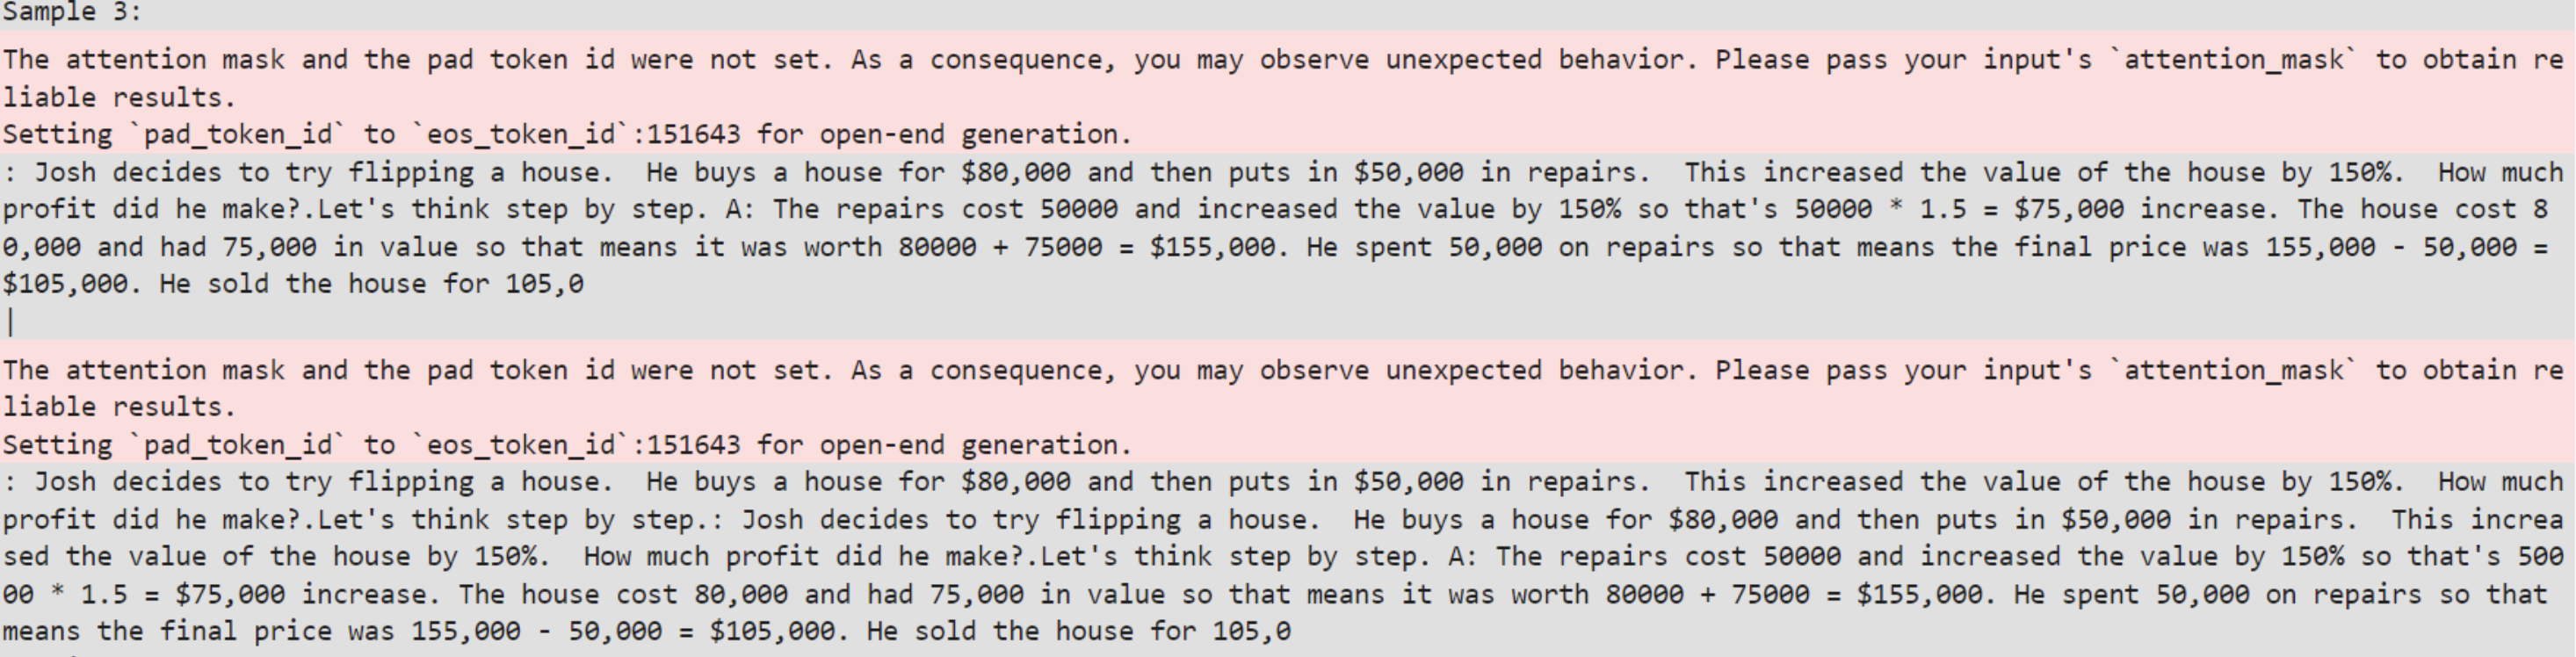 Sample 3:
The attention mask and the pad token id were not set. As a consequence, you may observe unexpected behavior. Please pass your input's `attention_mask` to obtain re
liable results.
Setting `pad_token_id` to `eos_token_id`:151643 for open-end generation.
: Josh decides to try flipping a house.  He buys a house for $80,000 and then puts in $50,000 in repairs.  This increased the value of the house by 150%.  How much
profit did he make?.Let's think step by step. A: The repairs cost 50000 and increased the value by 150% so that's 50000 * 1.5 = $75,000 increase. The house cost 8
0,000 and had 75,000 in value so that means it was worth 80000 + 75000 = $155,000. He spent 50,000 on repairs so that means the final price was 155,000 - 50,000 =
$105,000. He sold the house for 105,0
|
The attention mask and the pad token id were not set. As a consequence, you may observe unexpected behavior. Please pass your input's `attention_mask` to obtain re
liable results.
Setting `pad_token_id` to `eos_token_id`:151643 for open-end generation.
: Josh decides to try flipping a house.  He buys a house for $80,000 and then puts in $50,000 in repairs.  This increased the value of the house by 150%.  How much
profit did he make?.Let's think step by step.: Josh decides to try flipping a house.  He buys a house for $80,000 and then puts in $50,000 in repairs.  This increa
sed the value of the house by 150%.  How much profit did he make?.Let's think step by step. A: The repairs cost 50000 and increased the value by 150% so that's 500
00 * 1.5 = $75,000 increase. The house cost 80,000 and had 75,000 in value so that means it was worth 80000 + 75000 = $155,000. He spent 50,000 on repairs so that
means the final price was 155,000 - 50,000 = $105,000. He sold the house for 105,0